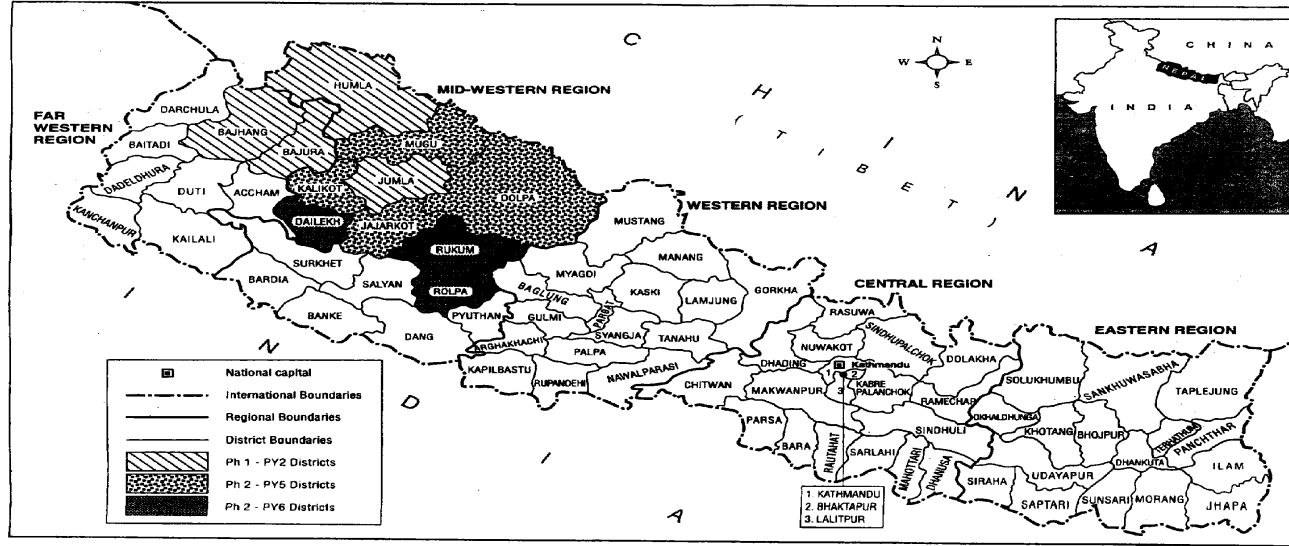 C H I N A
( T I B E T )
I N D I A
N
W E
S
C H I N A
N E P A L
I N D I A
FAR
WESTERN
REGION
MID-WESTERN REGION
WESTERN REGION
CENTRAL REGION
EASTERN REGION
HUMLA
DARCHULA
BAJHANG
BAITADI
BAJURA
MUGU
DADELDHURA
DUTI
ACCHAM
KALIKOT
JUMLA
DOLPA
KANCHANPUR
KAILALI
DAILEKH
JAJARKOT
RUKUM
MUSTANG
SURKHET
BARDIA
SALYAN
ROLPA
MYAGDI
MANANG
BANKE
DANG
PYUTHAN
BAGLUNG
GULMI
PARBAT
KASKI
LAMJUNG
GORKHA
ARGHAKHACHI
SYANGJA
TANAHU
PALPA
KAPILBASTU
RUPANDEHI
NAWALPARASI
CHITWAN
RASUWA
NUWAKOT
SINDHUPALCHOK
DOLAKHA
DHADING
Kathmandu
1
2
3
KABRE
PALANCHOK
MAKWANPUR
RAMECHAP
PARSA
BARA
RAUTAHAT
SARLAHI
SINDHULI
MAHOTTARI
DHANUSA
SOLUKHUMBU
SANKHUWASABHA
TAPLEJUNG
OKHALDHUNGA
KHOTANG
BHOJPUR
TERHATHUM
PANCHTHAR
DHANKUTA
ILAM
SIRAHA
UDAYAPUR
SAPTARI
SUNSARI
MORANG
JHAPA
1. KATHMANDU
2. BHAKTAPUR
3. LALITPUR
National capital
International Boundaries
Regional Boundaries
District Boundaries
Ph 1 - PY2 Districts
Ph 2 - PY5 Districts
Ph 2 - PY6 Districts